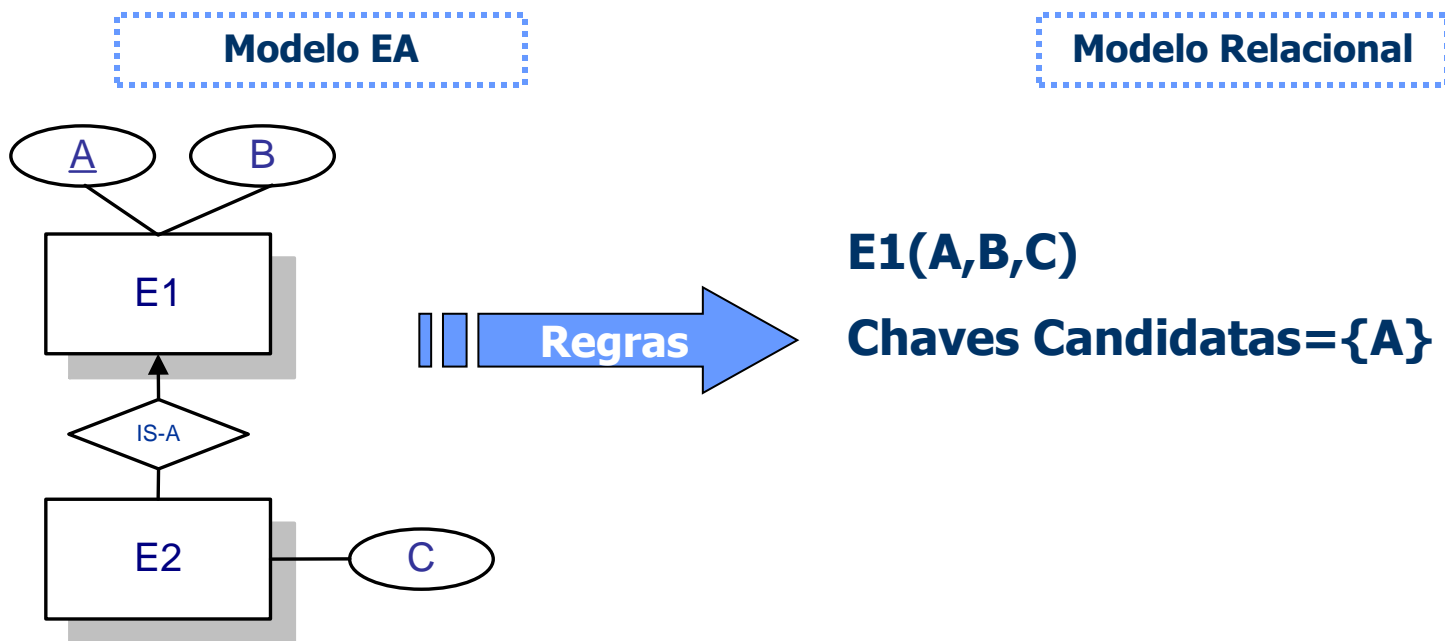 Modelo EA
Modelo Relacional
A
B
E1
IS-A
E2
C
Regras
E1(A,B,C)
Chaves Candidatas={A}